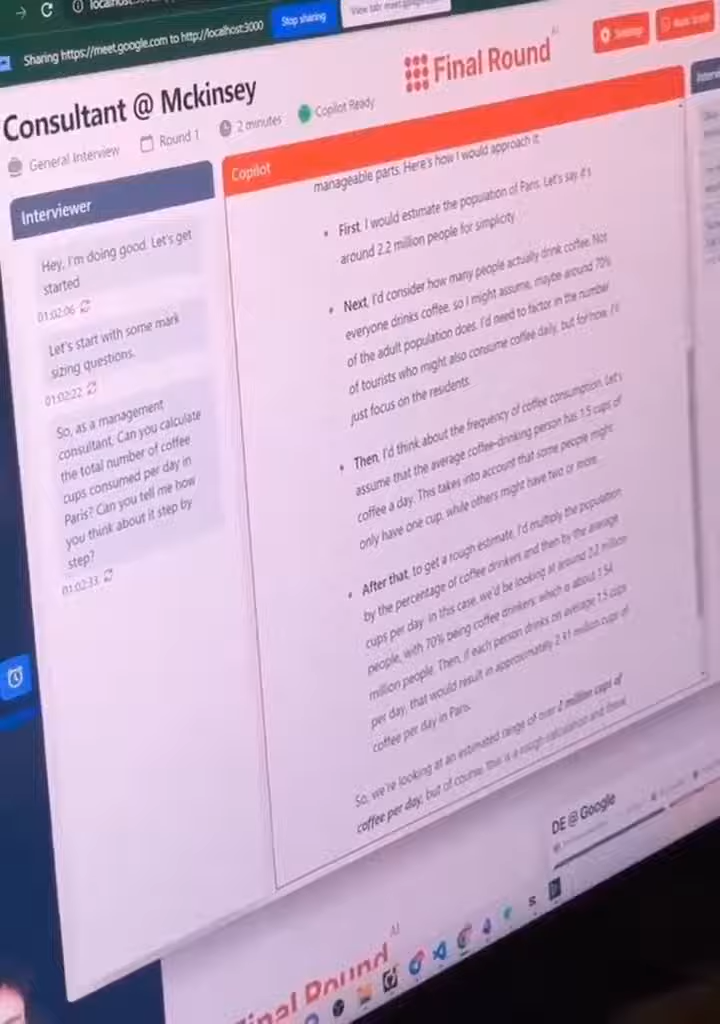 localhost:3000
Sharing https://meet.google.com to http://localhost:3000
Stop sharing
View tab: meet.google.com
Consultant @ Mckinsey
Final Round
AI
Settings
General Interview
Round 1
2 minutes
Copilot Ready
Interviewer
Hey, I'm doing good. Let's get
started
01:02:06
Let's start with some mark
sizing questions.
01:02:22
So, as a management
consultant. Can you calculate
the total number of coffee
cups consumed per day in
Paris? Can you tell me how
you think about it step by
step?
01:02:33
Copilot
manageable parts. Here's how I would approach it:
• First, I would estimate the population of Paris. Let's say it's
around 2.2 million people for simplicity.
• Next, I'd consider how many people actually drink coffee. Not
everyone drinks coffee, so I might assume, maybe around 70%
of the adult population does. I'd need to factor in the number
of tourists who might also consume coffee daily, but for now, I'll
just focus on the residents.
• Then, I'd think about the frequency of coffee consumption. Let's
assume that the average coffee-drinking person has 1.5 cups of
coffee a day. This takes into account that some people might
only have one cup, while others might have two or more.
• After that, to get a rough estimate, I'd multiply the population
by the percentage of coffee drinkers and then by the average
cups per day. In this case, we'd be looking at around 2.2 million
people, with 70% being coffee drinkers, which is about 1.54
million people. Then, if each person drinks on average 1.5 cups
per day, that would result in approximately 2.31 million cups of
coffee per day in Paris.
So, we're looking at an estimated range of over 2 million cups of
coffee per day, but of course, this is a rough calculation and there
DE @ Google
Final Round
AI